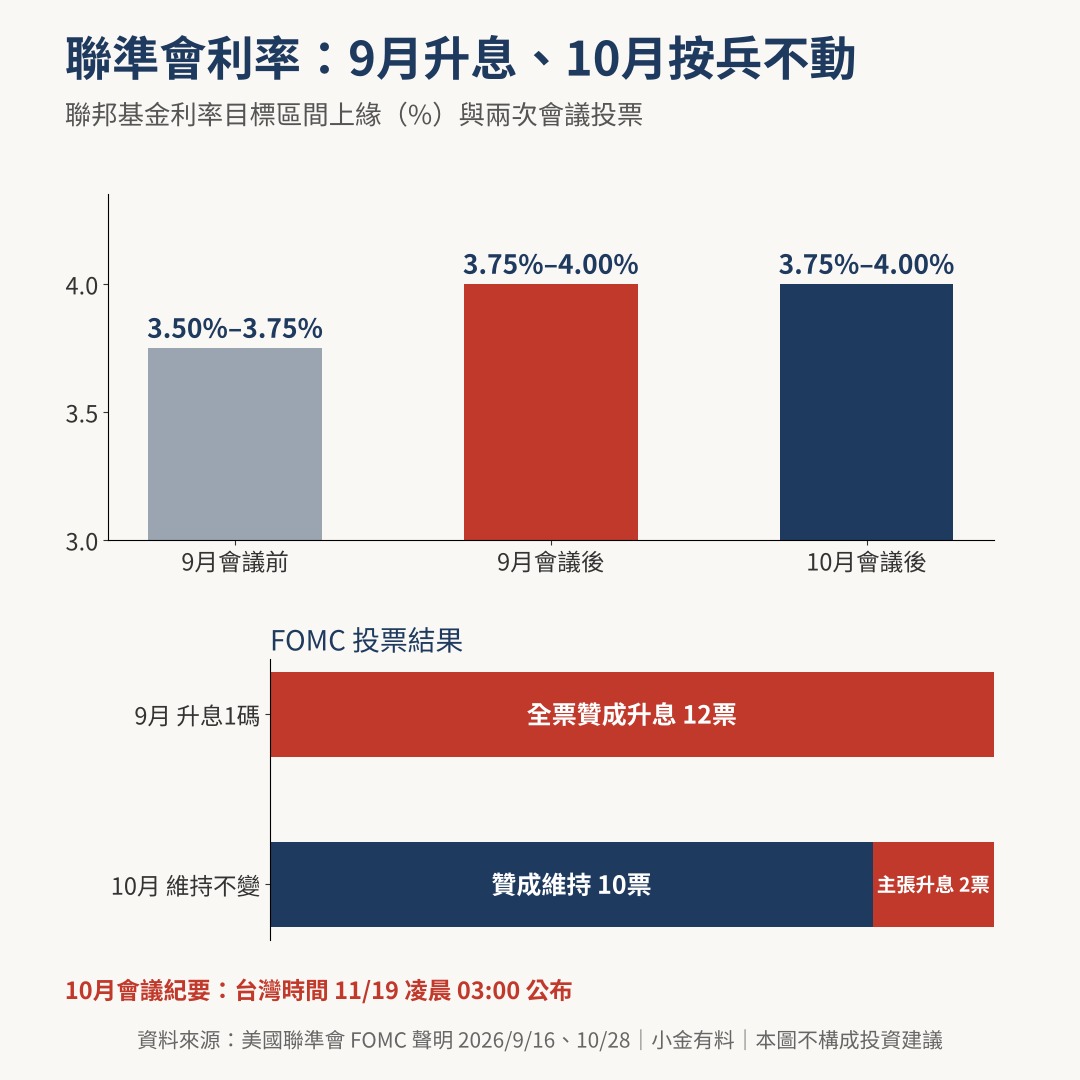 聯準會利率：9月升息、10月按兵不動
聯邦基金利率目標區間上緣（%）與兩次會議投票
3.50%–3.75%
3.75%–4.00%
3.75%–4.00%
4.0
3.5
3.0
9月會議前
9月會議後
10月會議後
FOMC 投票結果
9月 升息1碼
全票贊成升息 12票
10月 維持不變
贊成維持 10票
主張升息 2票
10月會議紀要：台灣時間 11/19 凌晨 03:00 公布
資料來源：美國聯準會 FOMC 聲明 2026/9/16、10/28｜小金有料｜本圖不構成投資建議